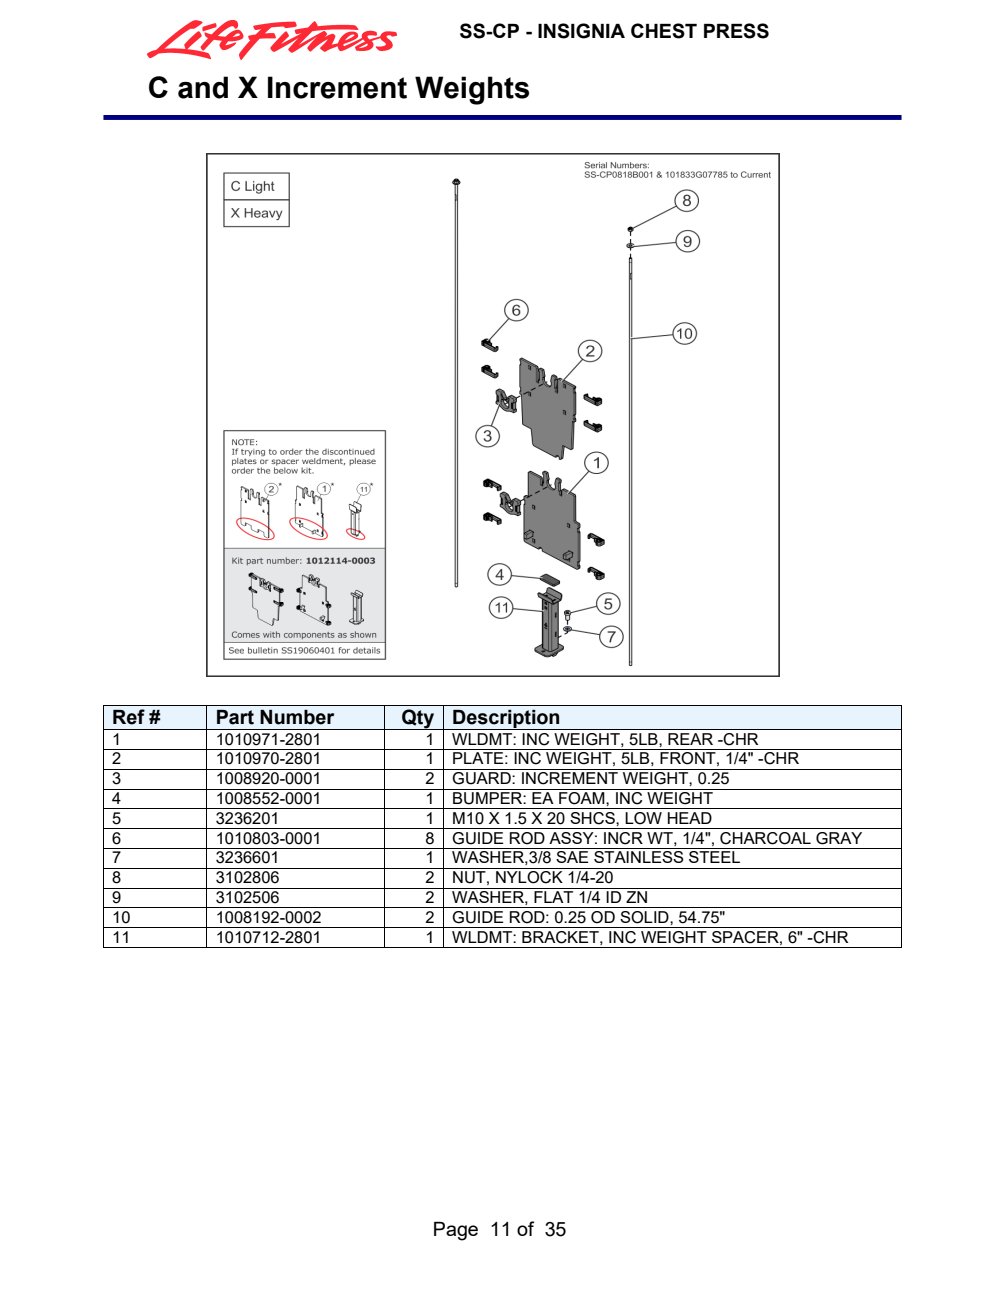 Life Fitness
SS-CP - INSIGNIA CHEST PRESS
C and X Increment Weights
Serial Numbers:
SS-CP0818B001 & 101833G07785 to Current
C Light
X Heavy
8
9
6
10
2
3
1
NOTE:
If trying to order the discontinued
plates or spacer weldment, please
order the below kit.
2*
1*
11*
Kit part number: 1012114-0003
Comes with components as shown
See bulletin SS19060401 for details
4
11
5
7
Ref # Part Number Qty Description
1 1010971-2801 1 WLDMT: INC WEIGHT, 5LB, REAR -CHR
2 1010970-2801 1 PLATE: INC WEIGHT, 5LB, FRONT, 1/4" -CHR
3 1008920-0001 2 GUARD: INCREMENT WEIGHT, 0.25
4 1008552-0001 1 BUMPER: EA FOAM, INC WEIGHT
5 3236201 1 M10 X 1.5 X 20 SHCS, LOW HEAD
6 1010803-0001 8 GUIDE ROD ASSY: INCR WT, 1/4", CHARCOAL GRAY
7 3236601 1 WASHER,3/8 SAE STAINLESS STEEL
8 3102806 2 NUT, NYLOCK 1/4-20
9 3102506 2 WASHER, FLAT 1/4 ID ZN
10 1008192-0002 2 GUIDE ROD: 0.25 OD SOLID, 54.75"
11 1010712-2801 1 WLDMT: BRACKET, INC WEIGHT SPACER, 6" -CHR
Page 11 of 35